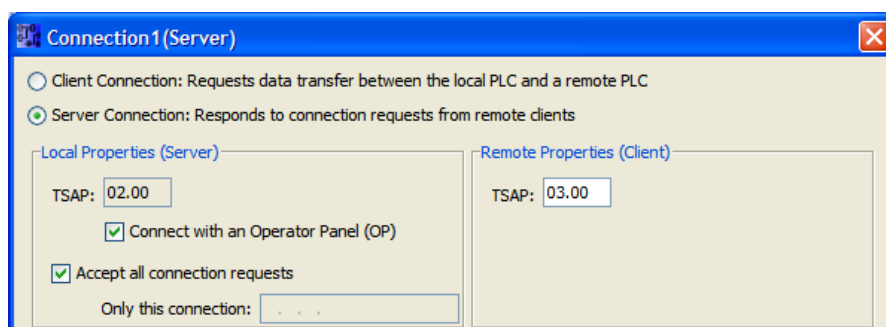 Connection1(Server)
Client Connection: Requests data transfer between the local PLC and a remote PLC
Server Connection: Responds to connection requests from remote clients
Local Properties (Server)
TSAP: 02.00
Connect with an Operator Panel (OP)
Accept all connection requests
Only this connection: . . .
Remote Properties (Client)
TSAP: 03.00